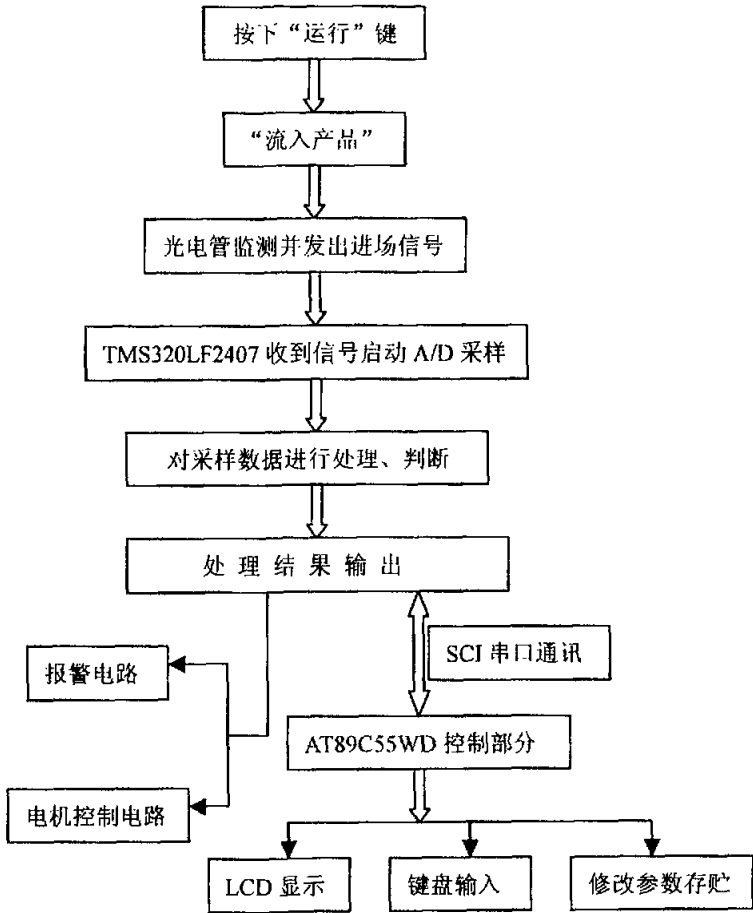 按下“运行”键
“流入产品”
光电管监测并发出进场信号
TMS320LF2407 收到信号启动 A/D 采样
对采样数据进行处理、判断
处 理 结 果 输 出
SCI 串口通讯
报警电路
AT89C55WD 控制部分
电机控制电路
LCD 显示
键盘输入
修改参数存贮